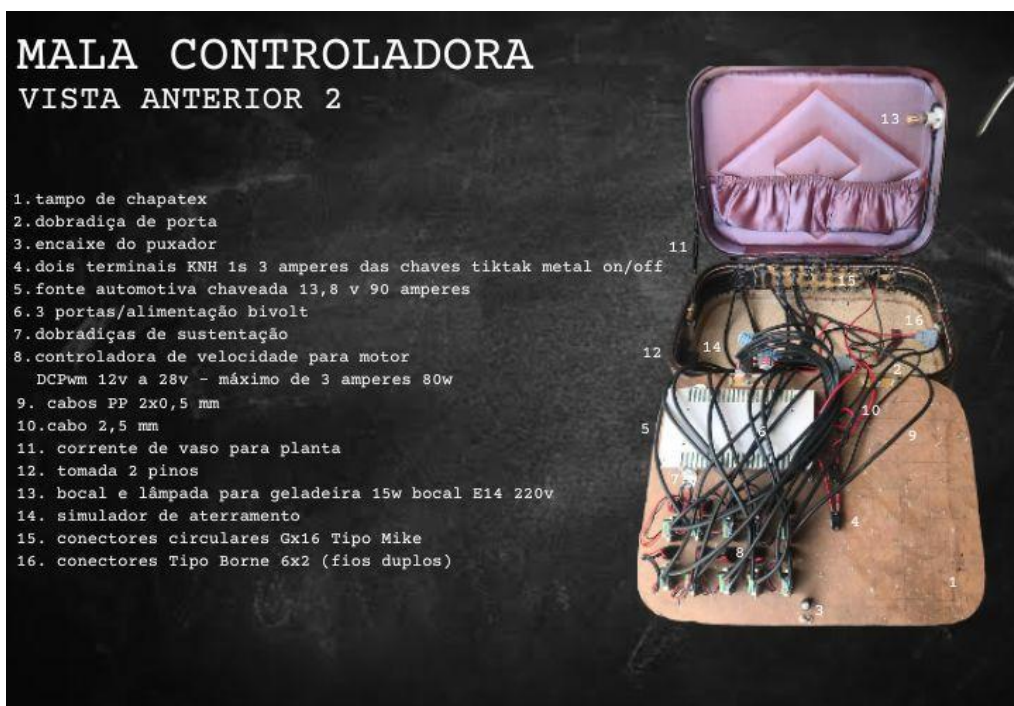 MALA CONTROLADORA
VISTA ANTERIOR 2
1.tampo de chapatex
2.dobradiça de porta
3.encaixe do puxador
4.dois terminais KNH 1s 3 amperes das chaves tiktak metal on/off
5.fonte automotiva chaveada 13,8 v 90 amperes
6.3 portas/alimentação bivolt
7.dobradiças de sustentação
8.controladora de velocidade para motor
DCPwm 12v a 28v - máximo de 3 amperes 80w
9. cabos PP 2x0,5 mm
10.cabo 2,5 mm
11. corrente de vaso para planta
12. tomada 2 pinos
13. bocal e lâmpada para geladeira 15w bocal E14 220v
14. simulador de aterramento
15. conectores circulares Gx16 Tipo Mike
16. conectores Tipo Borne 6x2 (fios duplos)
13
11
15
16
14
12
2
10
5
6
9
7
4
8
1
3